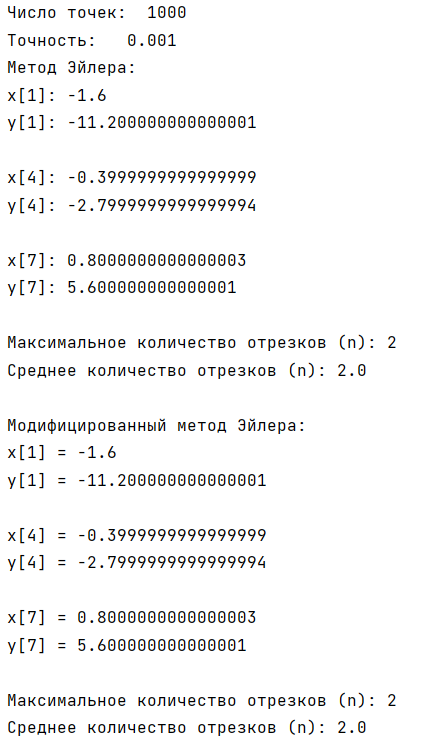 Число точек:  1000
Точность:   0.001
Метод Эйлера:
x[1]: -1.6
y[1]: -11.200000000000001
x[4]: -0.3999999999999999
y[4]: -2.7999999999999994
x[7]: 0.8000000000000003
y[7]: 5.600000000000001
Максимальное количество отрезков (n): 2
Среднее количество отрезков (n): 2.0
Модифицированный метод Эйлера:
x[1] = -1.6
y[1] = -11.200000000000001
x[4] = -0.3999999999999999
y[4] = -2.7999999999999994
x[7] = 0.8000000000000003
y[7] = 5.600000000000001
Максимальное количество отрезков (n): 2
Среднее количество отрезков (n): 2.0